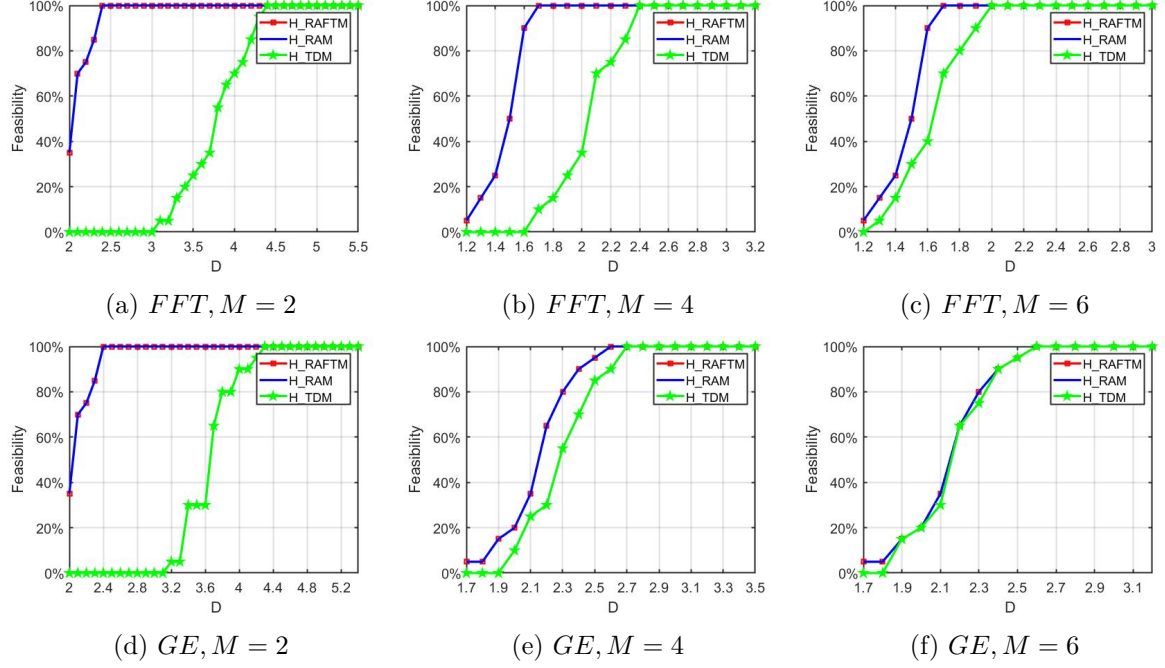 100%
80%
60%
40%
20%
0%
Feasibility
H_RAFTM
H_RAM
H_TDM
2 2.5 3 3.5 4 4.5 5 5.5
D
(a) FFT, M = 2
100%
80%
60%
40%
20%
0%
Feasibility
H_RAFTM
H_RAM
H_TDM
1.2 1.4 1.6 1.8 2 2.2 2.4 2.6 2.8 3 3.2
D
(b) FFT, M = 4
100%
80%
60%
40%
20%
0%
Feasibility
H_RAFTM
H_RAM
H_TDM
1.2 1.4 1.6 1.8 2 2.2 2.4 2.6 2.8 3
D
(c) FFT, M = 6
100%
80%
60%
40%
20%
0%
Feasibility
H_RAFTM
H_RAM
H_TDM
2 2.4 2.8 3.2 3.6 4 4.4 4.8 5.2
D
(d) GE, M = 2
100%
80%
60%
40%
20%
0%
Feasibility
H_RAFTM
H_RAM
H_TDM
1.7 1.9 2.1 2.3 2.5 2.7 2.9 3.1 3.3 3.5
D
(e) GE, M = 4
100%
80%
60%
40%
20%
0%
Feasibility
H_RAFTM
H_RAM
H_TDM
1.7 1.9 2.1 2.3 2.5 2.7 2.9 3.1
D
(f) GE, M = 6